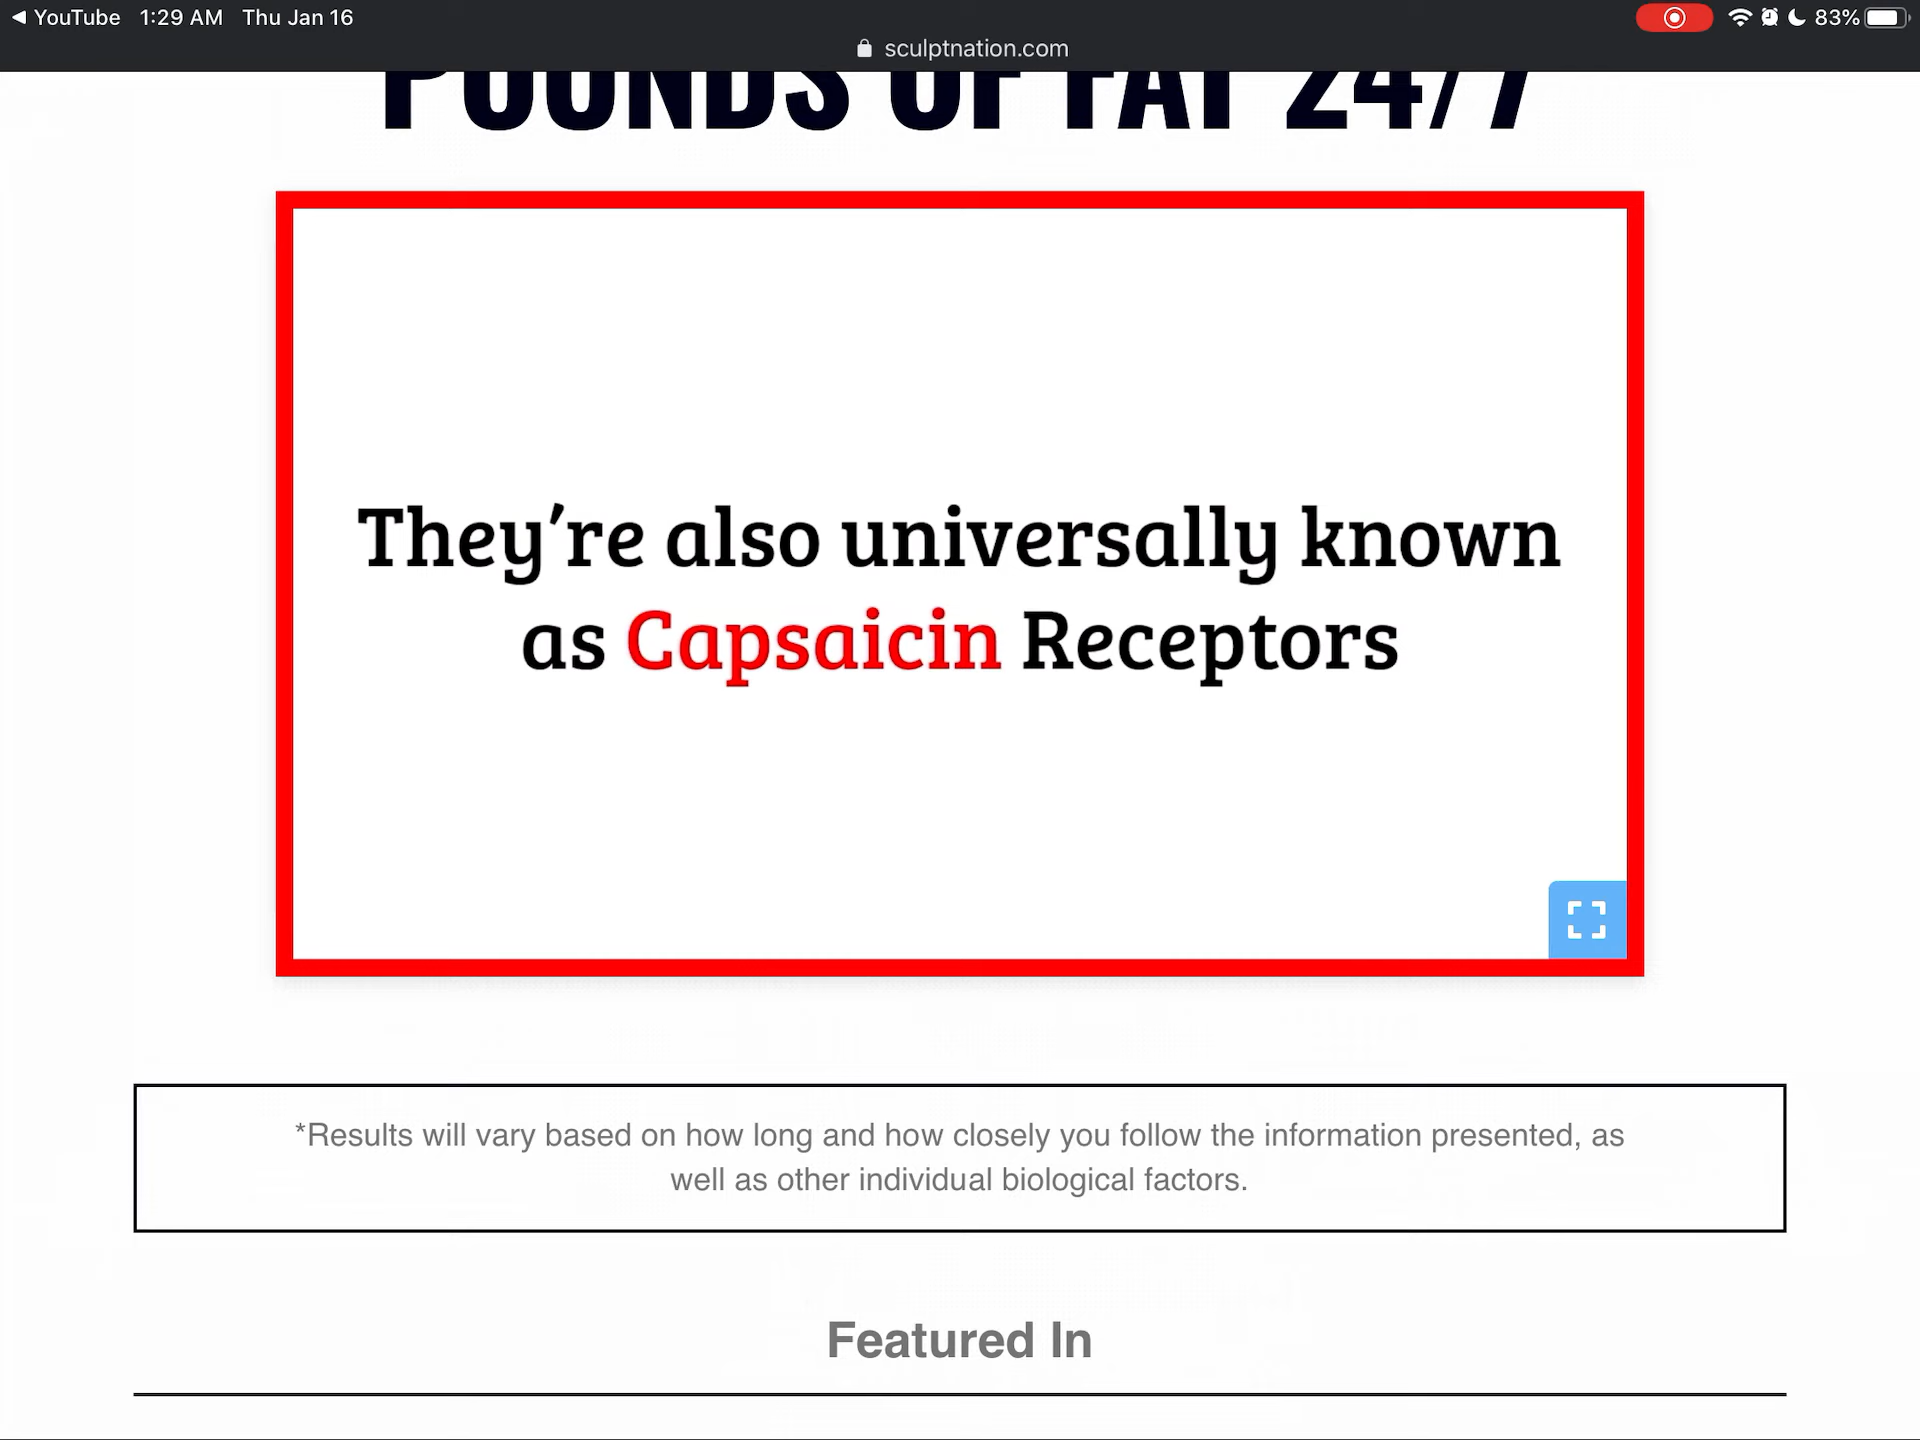 YouTube 1:29 AM Thu Jan 16 83%
sculptnation.com
POUNDS OF FAT 24/7
They're also universally known
as Capsaicin Receptors
*Results will vary based on how long and how closely you follow the information presented, as
well as other individual biological factors.
Featured In